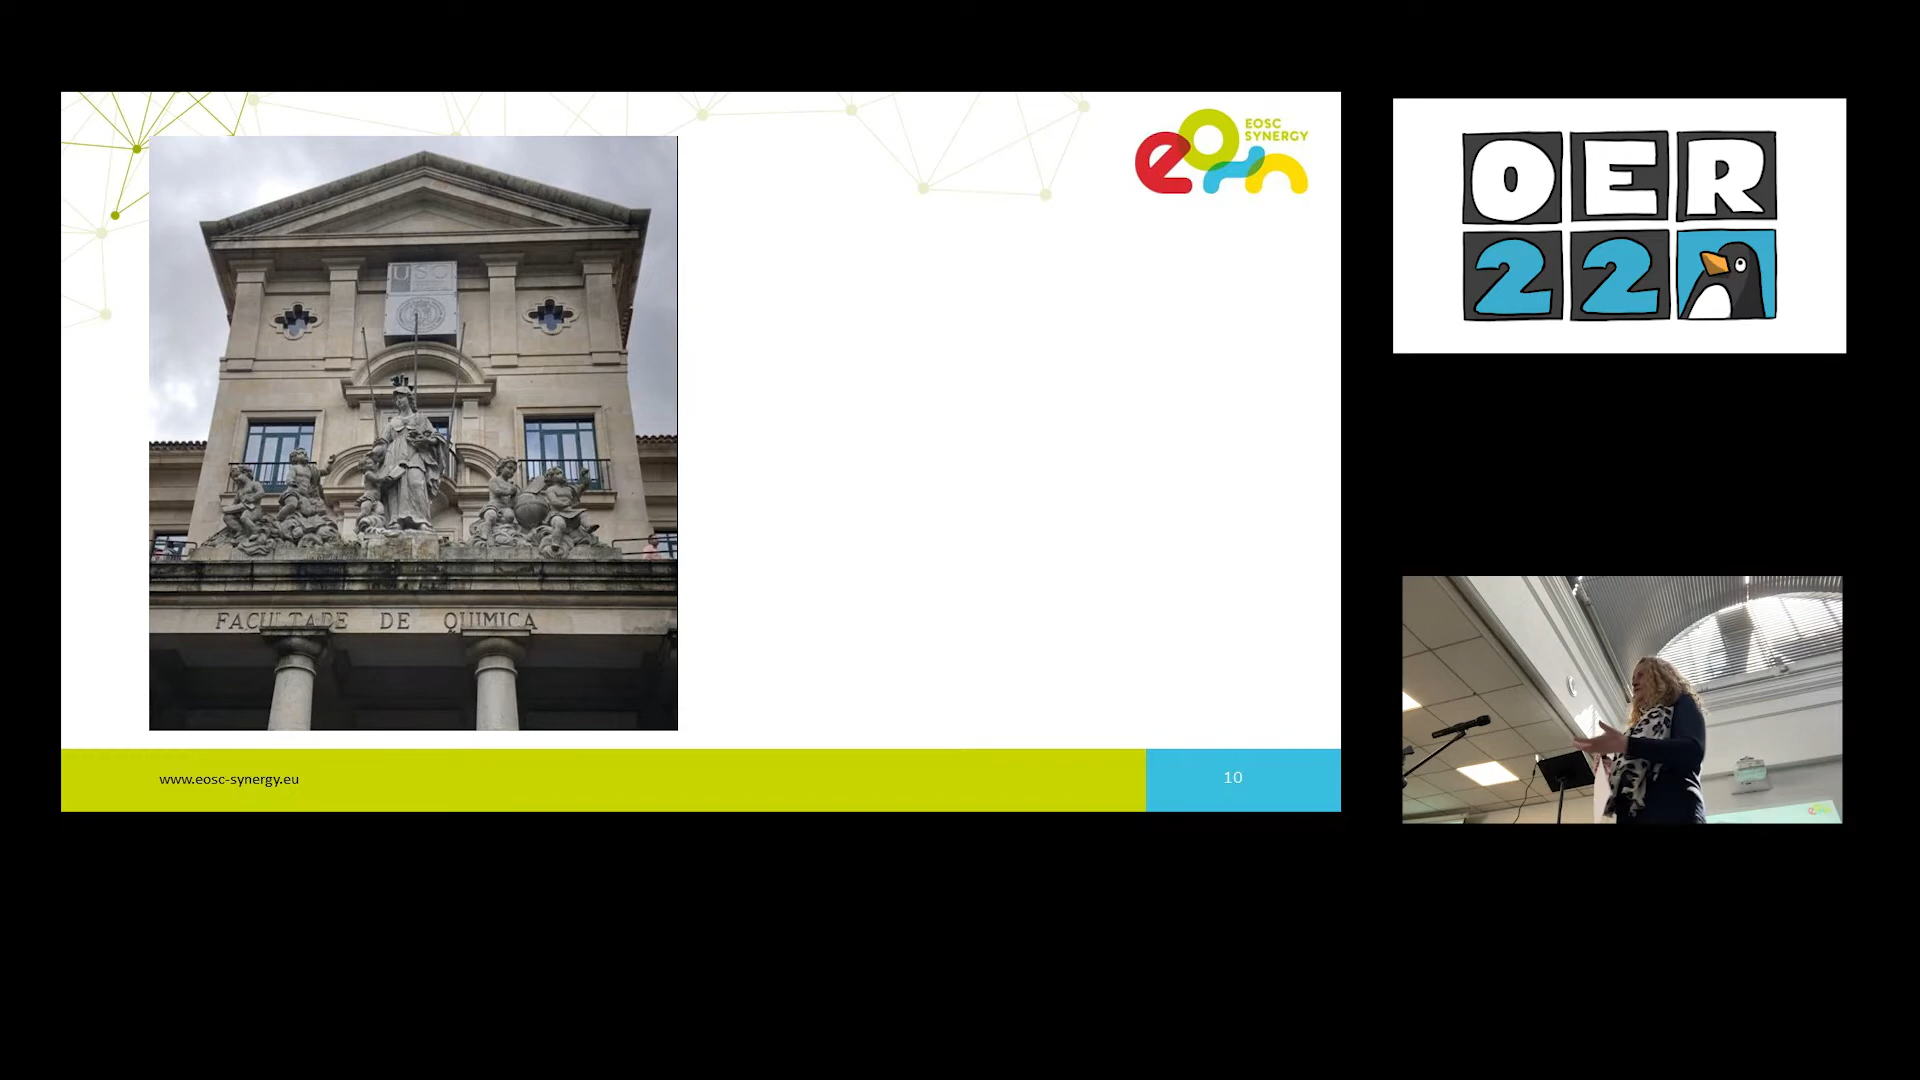 EOSC
SYNERGY
USC
FACULTADE DE QUIMICA
www.eosc-synergy.eu
10
OER
22